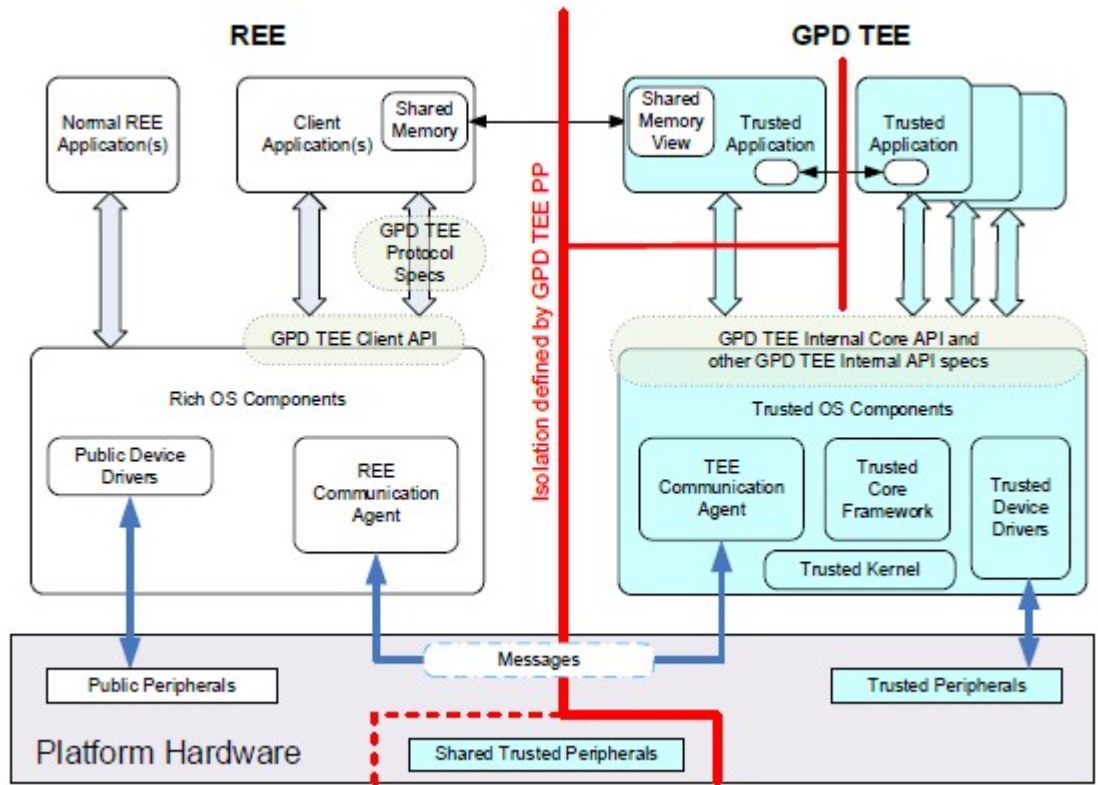 REE
GPD TEE
Normal REE
Application(s)
Client
Application(s)
Shared
Memory
Shared
Memory
View
Trusted
Application
Trusted
Application
GPD TEE
Protocol
Specs
Isolation defined by GPD TEE PP
GPD TEE Client API
GPD TEE Internal Core API and
other GPD TEE Internal API specs
Rich OS Components
Trusted OS Components
Public Device
Drivers
REE
Communication
Agent
TEE
Communication
Agent
Trusted
Core
Framework
Trusted
Device
Drivers
Trusted Kernel
Messages
Public Peripherals
Trusted Peripherals
Platform Hardware
Shared Trusted Peripherals